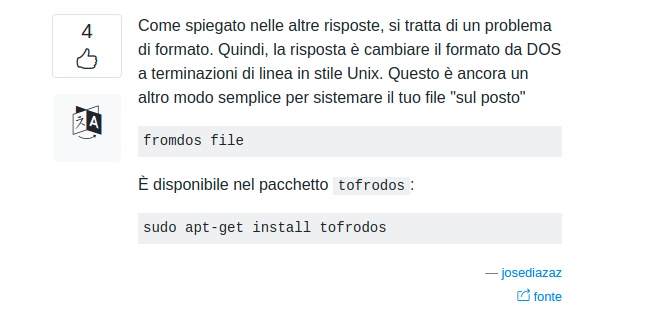 4
Come spiegato nelle altre risposte, si tratta di un problema
di formato. Quindi, la risposta è cambiare il formato da DOS
a terminazioni di linea in stile Unix. Questo è ancora un
altro modo semplice per sistemare il tuo file "sul posto"
fromdos file
È disponibile nel pacchetto tofrodos:
sudo apt-get install tofrodos
— josediazaz
fonte